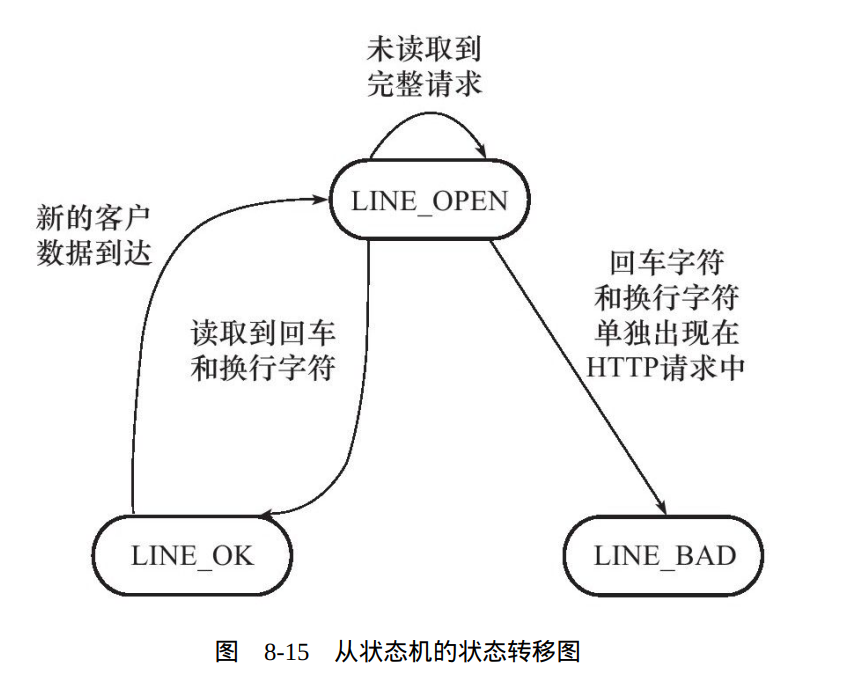 未读取到
完整请求
LINE_OPEN
新的客户
数据到达
读取到回车
和换行字符
回车字符
和换行字符
单独出现在
HTTP请求中
LINE_OK
LINE_BAD
图 8-15 从状态机的状态转移图